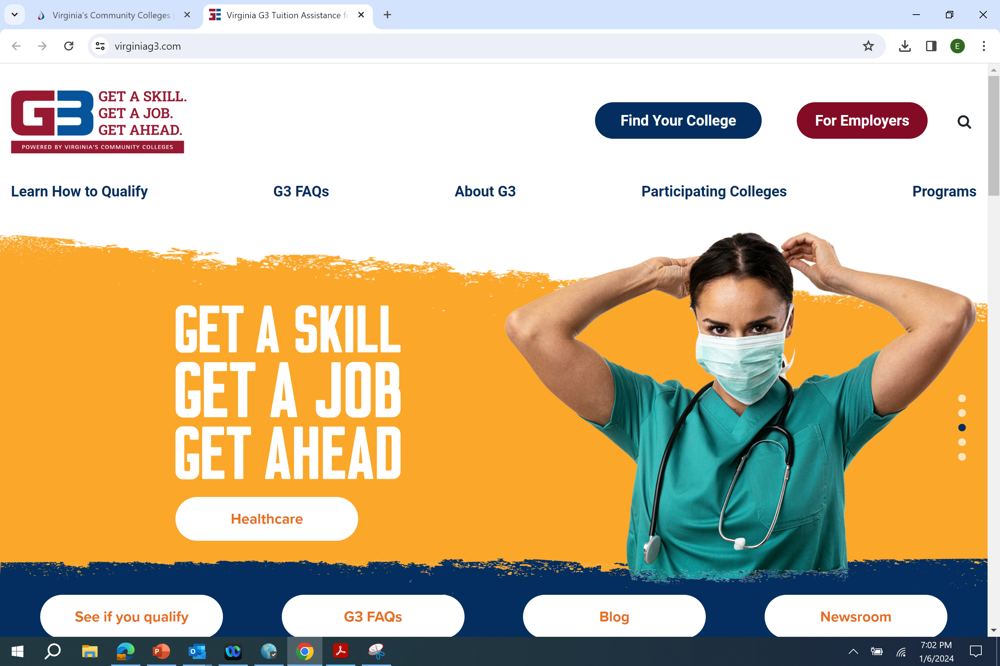 Virginia's Community Colleges |
Virginia G3 Tuition Assistance fo
virginiag3.com
E
G3
GET A SKILL.
GET A JOB.
GET AHEAD.
POWERED BY VIRGINIA'S COMMUNITY COLLEGES
Find Your College
For Employers
Learn How to Qualify
G3 FAQs
About G3
Participating Colleges
Programs
GET A SKILL
GET A JOB
GET AHEAD
Healthcare
See if you qualify
G3 FAQs
Blog
Newsroom
7:02 PM
1/6/2024